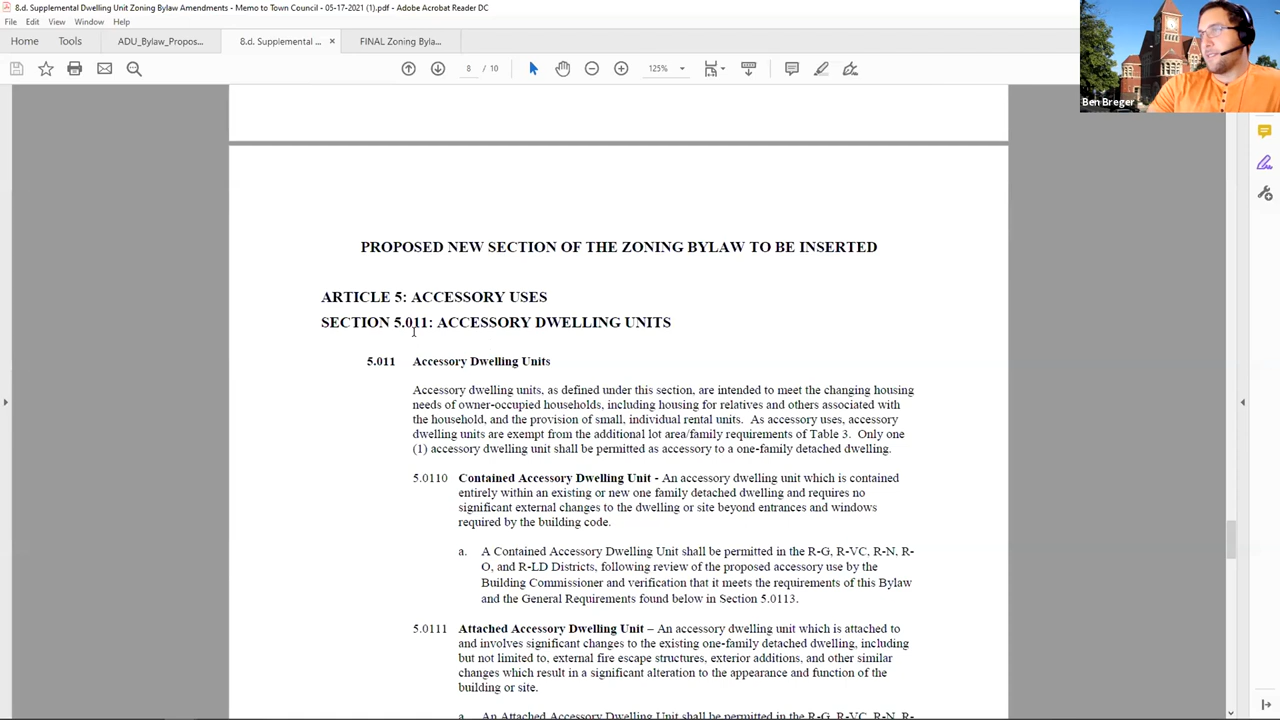 8.d. Supplemental Dwelling Unit Zoning Bylaw Amendments - Memo to Town Council - 05-17-2021 (1).pdf - Adobe Acrobat Reader DC
File Edit View Window Help
Home Tools ADU_Bylaw_Propos... 8.d. Supplemental ... × FINAL Zoning Byla...
8 / 10 125%
Ben Breger
PROPOSED NEW SECTION OF THE ZONING BYLAW TO BE INSERTED
ARTICLE 5: ACCESSORY USES
SECTION 5.011: ACCESSORY DWELLING UNITS
5.011 Accessory Dwelling Units
Accessory dwelling units, as defined under this section, are intended to meet the changing housing
needs of owner-occupied households, including housing for relatives and others associated with
the household, and the provision of small, individual rental units. As accessory uses, accessory
dwelling units are exempt from the additional lot area/family requirements of Table 3. Only one
(1) accessory dwelling unit shall be permitted as accessory to a one-family detached dwelling.
5.0110 Contained Accessory Dwelling Unit - An accessory dwelling unit which is contained
entirely within an existing or new one family detached dwelling and requires no
significant external changes to the dwelling or site beyond entrances and windows
required by the building code.
a. A Contained Accessory Dwelling Unit shall be permitted in the R-G, R-VC, R-N, R-
O, and R-LD Districts, following review of the proposed accessory use by the
Building Commissioner and verification that it meets the requirements of this Bylaw
and the General Requirements found below in Section 5.0113.
5.0111 Attached Accessory Dwelling Unit – An accessory dwelling unit which is attached to
and involves significant changes to the existing one-family detached dwelling, including
but not limited to, external fire escape structures, exterior additions, and other similar
changes which result in a significant alteration to the appearance and function of the
building or site.
a. An Attached Accessory Dwelling Unit shall be permitted in the R-G, R-VC, R-N, R-